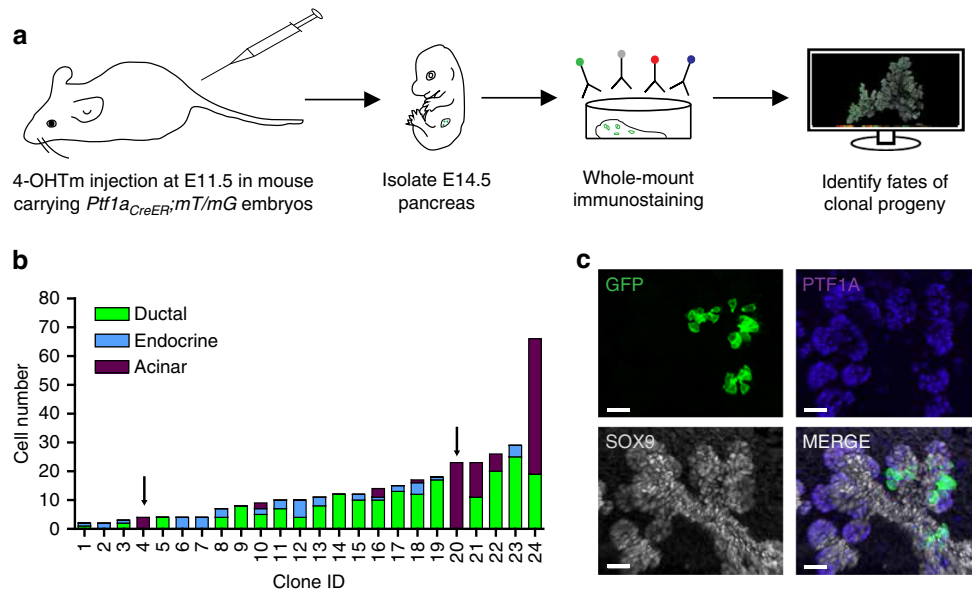 a
4-OHTm injection at E11.5 in mouse
carrying Ptf1aCreER;mT/mG embryos
Isolate E14.5
pancreas
Whole-mount
immunostaining
Identify fates of
clonal progeny
b
80
70
60
50
40
30
20
10
0
Cell number
Ductal
Endocrine
Acinar
1 2 3 4 5 6 7 8 9 10 11 12 13 14 15 16 17 18 19 20 21 22 23 24
Clone ID
c
GFP
PTF1A
SOX9
MERGE